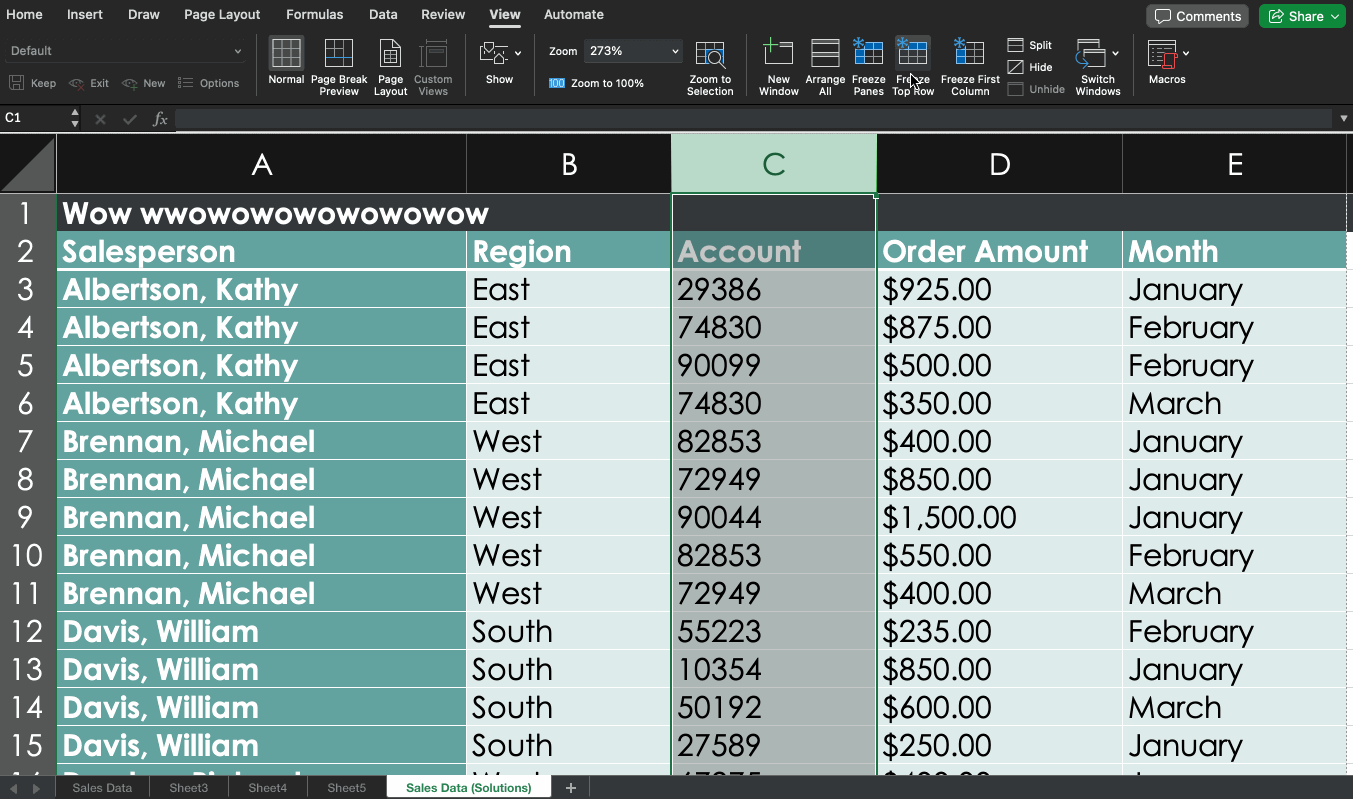 Home Insert Draw Page Layout Formulas Data Review View Automate Comments Share
Default
Keep Exit New Options
Normal
Page Break Preview
Page Layout
Custom Views
Show
Zoom 273%
100 Zoom to 100%
Zoom to Selection
New Window
Arrange All
Freeze Panes
Freeze Top Row
Freeze First Column
Split
Hide
Unhide
Switch Windows
Macros
C1 fx
A B C D E
1 Wow wwowowowowowowow
2 Salesperson Region Account Order Amount Month
3 Albertson, Kathy East 29386 $925.00 January
4 Albertson, Kathy East 74830 $875.00 February
5 Albertson, Kathy East 90099 $500.00 February
6 Albertson, Kathy East 74830 $350.00 March
7 Brennan, Michael West 82853 $400.00 January
8 Brennan, Michael West 72949 $850.00 January
9 Brennan, Michael West 90044 $1,500.00 January
10 Brennan, Michael West 82853 $550.00 February
11 Brennan, Michael West 72949 $400.00 March
12 Davis, William South 55223 $235.00 February
13 Davis, William South 10354 $850.00 January
14 Davis, William South 50192 $600.00 March
15 Davis, William South 27589 $250.00 January
Sales Data Sheet3 Sheet4 Sheet5 Sales Data (Solutions) +